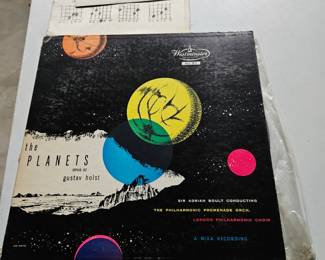 Westminster
the
PLANETS
opus 32
gustav holst
SIR ADRIAN BOULT CONDUCTING
THE PHILHARMONIC PROMENADE ORCH.
LONDON PHILHARMONIC CHOIR
A NIXA RECORDING